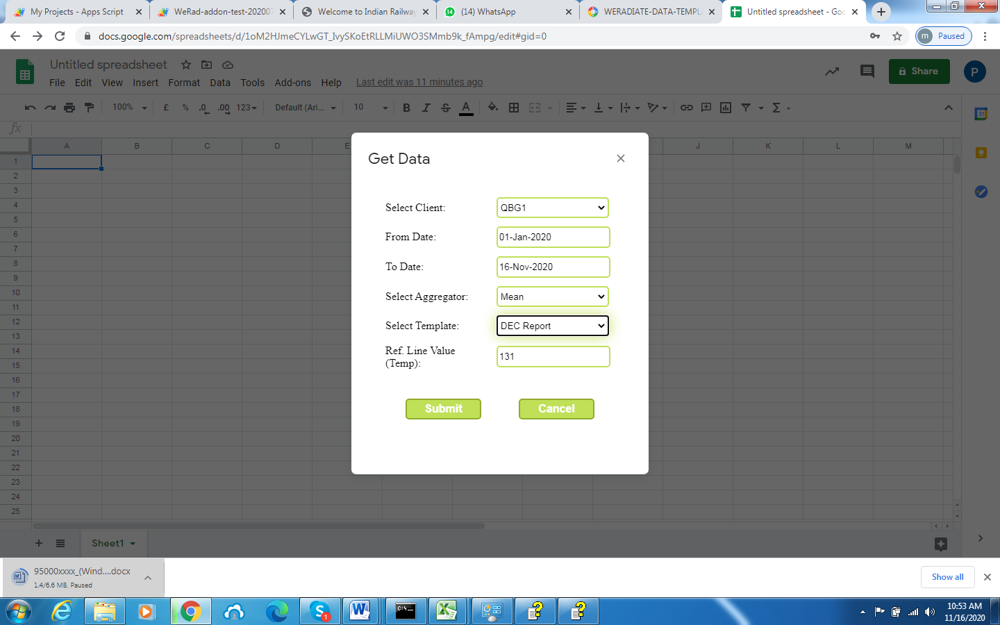 My Projects - Apps Script
WeRad-addon-test-202007
Welcome to Indian Railway
(14) WhatsApp
WERADIATE-DATA-TEMPL
Untitled spreadsheet - Goo
docs.google.com/spreadsheets/d/1oM2HJmeCYLwGT_IvySKoEtRLLMiUWO3SMmb9k_fAmpg/edit#gid=0
m Paused
Untitled spreadsheet
File Edit View Insert Format Data Tools Add-ons Help Last edit was 11 minutes ago
Share
P
100% £ % .0 .00 123 Default (Ari... 10 B I S A Σ
fx
A B C D E J K L M
1
2
3
4
5
6
7
8
9
10
11
12
13
14
15
16
17
18
19
20
21
22
23
24
25
Get Data
Select Client: QBG1
From Date: 01-Jan-2020
To Date: 16-Nov-2020
Select Aggregator: Mean
Select Template: DEC Report
Ref. Line Value
(Temp): 131
Submit Cancel
Sheet1
95000xxxx_(Wind....docx
1.4/6.6 MB, Paused
Show all
10:53 AM
11/16/2020